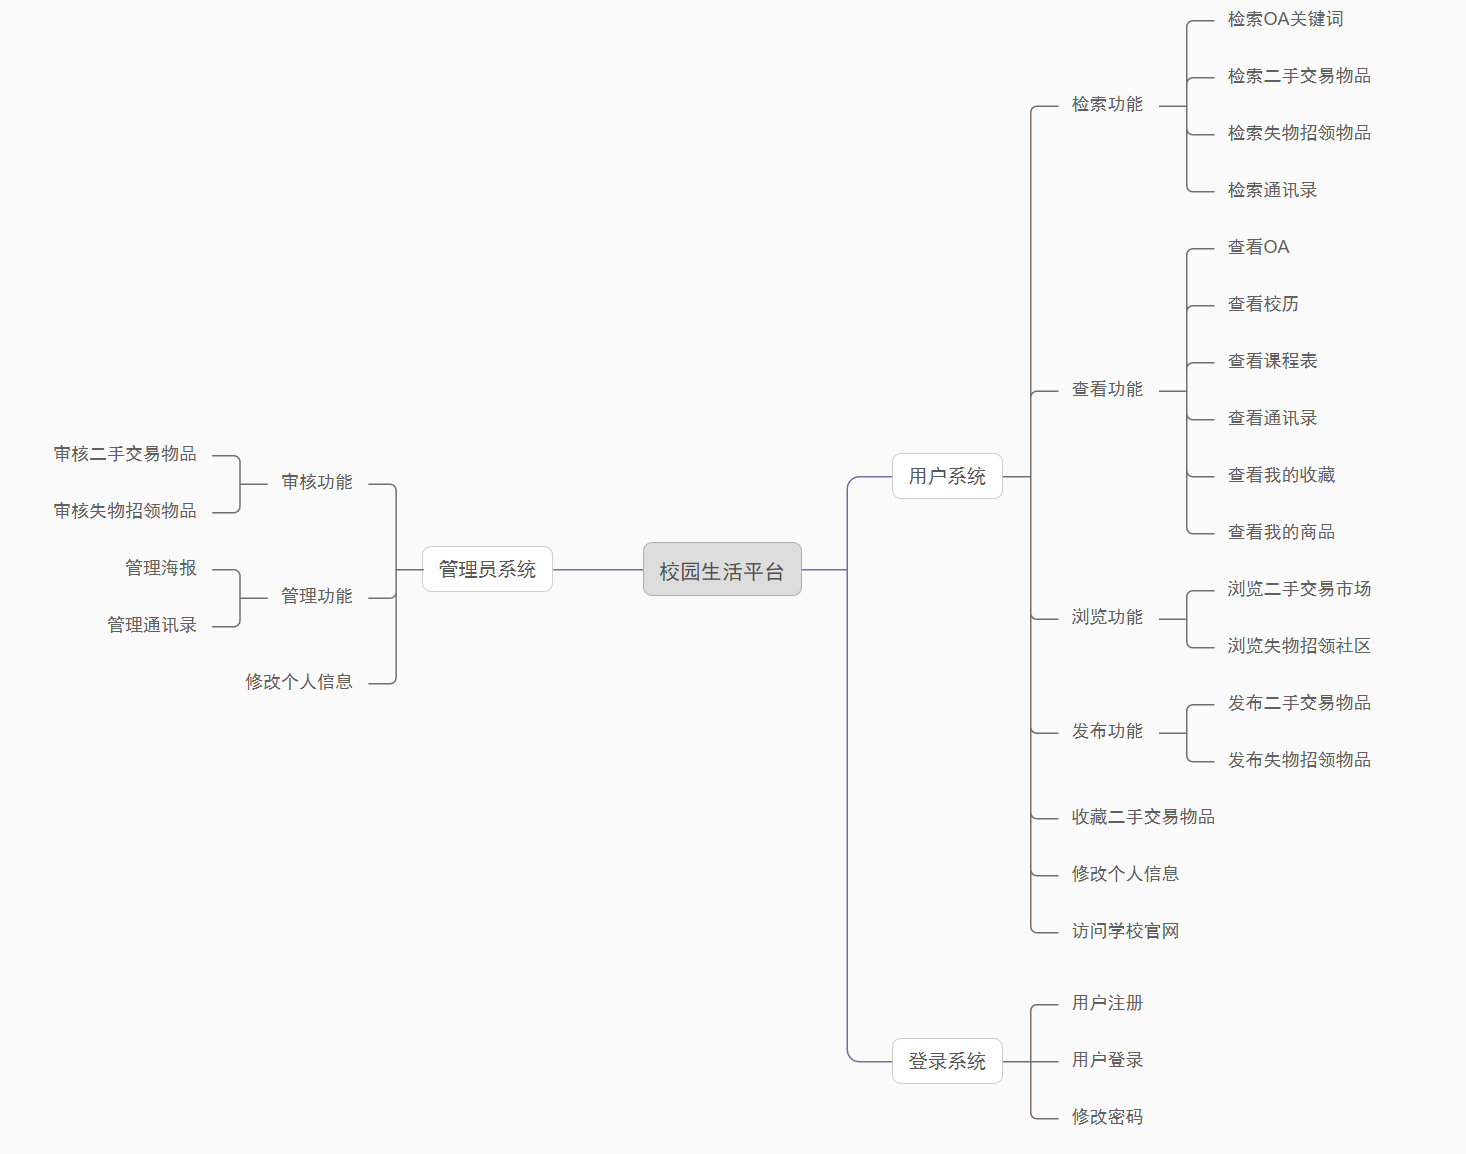 校园生活平台
用户系统
检索功能
检索OA关键词
检索二手交易物品
检索失物招领物品
检索通讯录
查看功能
查看OA
查看校历
查看课程表
查看通讯录
查看我的收藏
查看我的商品
浏览功能
浏览二手交易市场
浏览失物招领社区
发布功能
发布二手交易物品
发布失物招领物品
收藏二手交易物品
修改个人信息
访问学校官网
登录系统
用户注册
用户登录
修改密码
管理员系统
审核功能
审核二手交易物品
审核失物招领物品
管理功能
管理海报
管理通讯录
修改个人信息